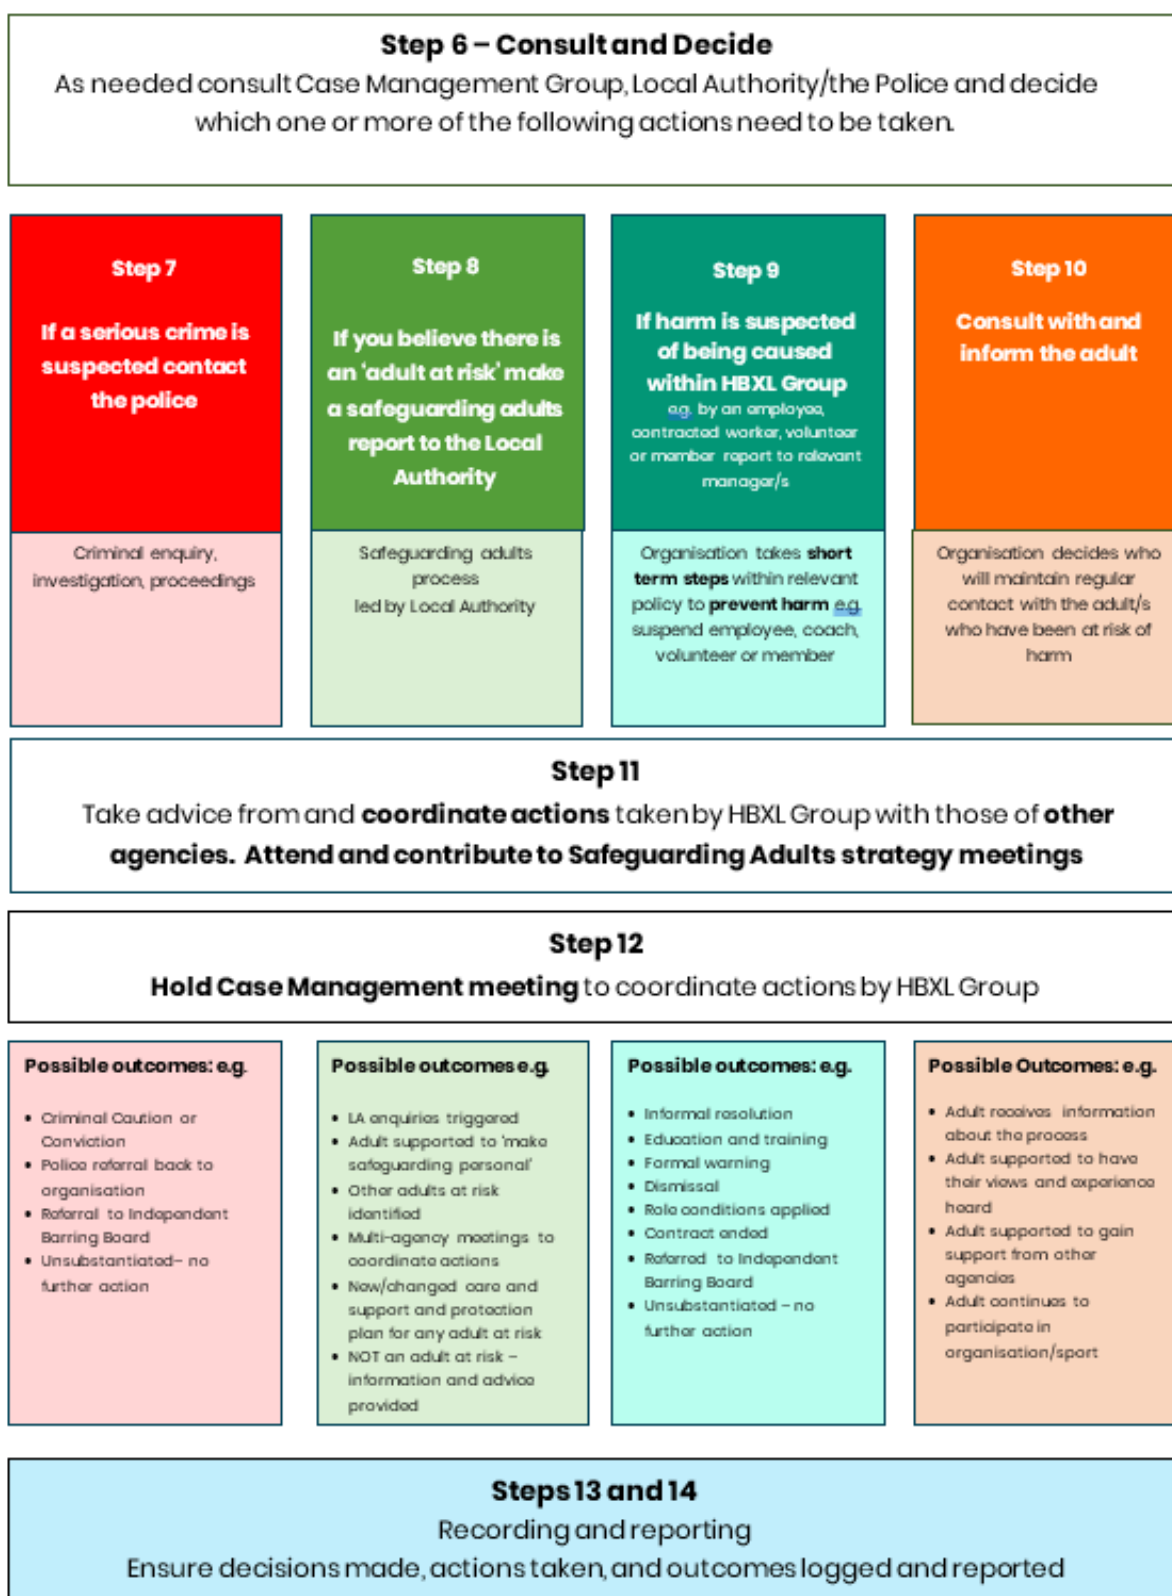 Step 6 – Consult and Decide
As needed consult Case Management Group, Local Authority/the Police and decide
which one or more of the following actions need to be taken.
Step 7
If a serious crime is
suspected contact
the police
Criminal enquiry,
investigation, proceedings
Step 8
If you believe there is
an ‘adult at risk’ make
a safeguarding adults
report to the Local
Authority
Safeguarding adults
process
led by Local Authority
Step 9
If harm is suspected
of being caused
within HBXL Group
e.g. by an employee,
contracted worker, volunteer
or member report to relevant
manager/s
Organisation takes short
term steps within relevant
policy to prevent harm e.g.
suspend employee, coach,
volunteer or member
Step 10
Consult with and
inform the adult
Organisation decides who
will maintain regular
contact with the adult/s
who have been at risk of
harm
Step 11
Take advice from and coordinate actions taken by HBXL Group with those of other
agencies. Attend and contribute to Safeguarding Adults strategy meetings
Step 12
Hold Case Management meeting to coordinate actions by HBXL Group
Possible outcomes: e.g.
• Criminal Caution or
Conviction
• Police referral back to
organisation
• Referral to Independent
Barring Board
• Unsubstantiated– no
further action
Possible outcomes e.g.
• LA enquiries triggered
• Adult supported to ‘make
safeguarding personal’
• Other adults at risk
identified
• Multi-agency meetings to
coordinate actions
• New/changed care and
support and protection
plan for any adult at risk
• NOT an adult at risk –
information and advice
provided
Possible outcomes: e.g.
• Informal resolution
• Education and training
• Formal warning
• Dismissal
• Role conditions applied
• Contract ended
• Referred to Independent
Barring Board
• Unsubstantiated – no
further action
Possible Outcomes: e.g.
• Adult receives information
about the process
• Adult supported to have
their views and experience
heard
• Adult supported to gain
support from other
agencies
• Adult continues to
participate in
organisation/sport
Steps 13 and 14
Recording and reporting
Ensure decisions made, actions taken, and outcomes logged and reported